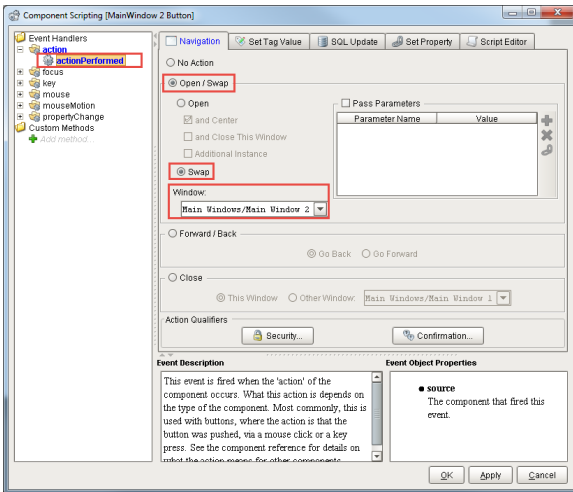 Component Scripting [MainWindow 2 Button]
Event Handlers
action
actionPerformed
focus
key
mouse
mouseMotion
propertyChange
Custom Methods
Add method...
Navigation
Set Tag Value
SQL Update
Set Property
Script Editor
No Action
Open / Swap
Open
and Center
and Close This Window
Additional Instance
Swap
Window:
Main Windows/Main Window 2
Pass Parameters
Parameter Name Value
Forward / Back
Go Back Go Forward
Close
This Window Other Window: Main Windows/Main Window 1
Action Qualifiers
Security... Confirmation...
Event Description
This event is fired when the 'action' of the
component occurs. What this action is depends on
the type of the component. Most commonly, this is
used with buttons, where the action is that the
button was pushed, via a mouse click or a key
press. See the component reference for details on
what the action means for other components
Event Object Properties
source
The component that fired this
event.
OK Apply Cancel